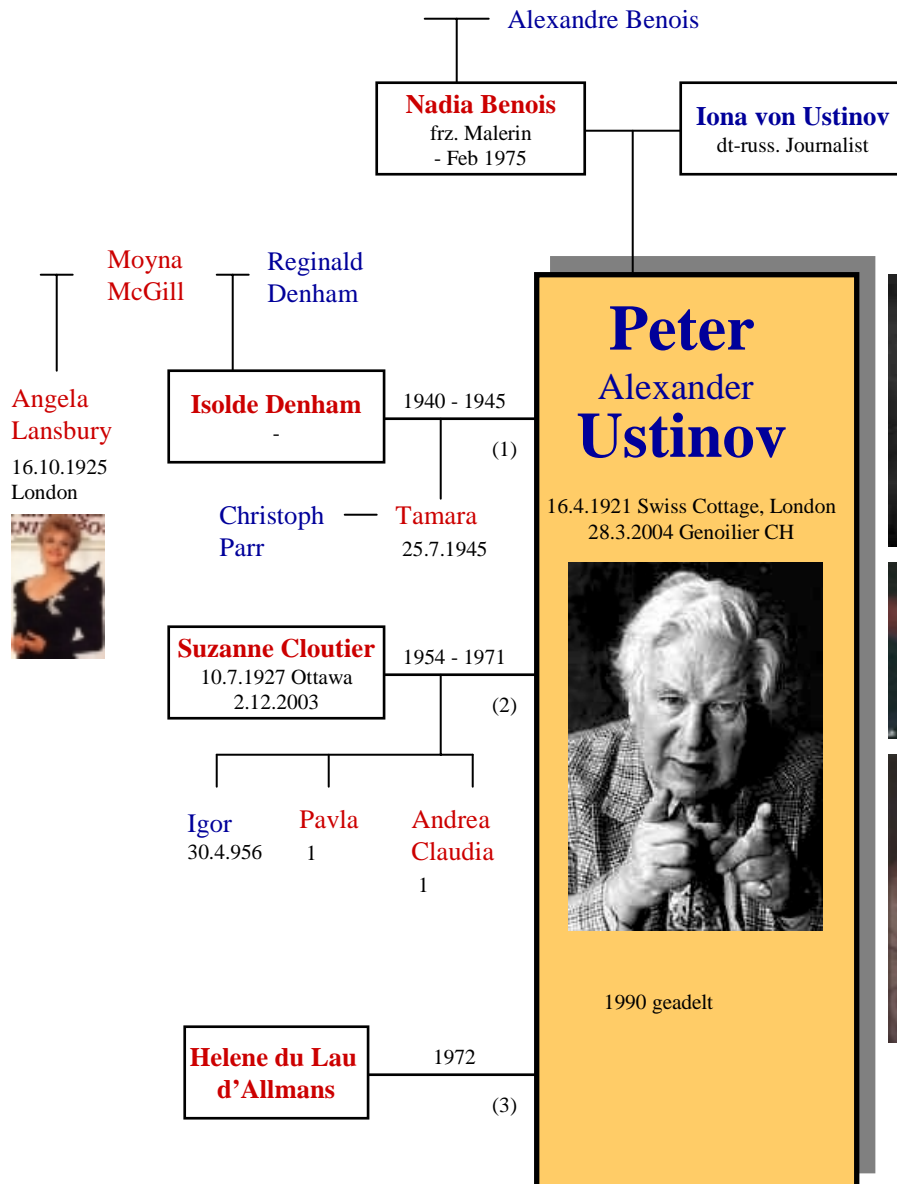 Alexandre Benois
Nadia Benois
frz. Malerin
- Feb 1975
Iona von Ustinov
dt-russ. Journalist
Moyna
McGill
Reginald
Denham
Angela
Lansbury
16.10.1925
London
Isolde Denham
-
1940 - 1945
(1)
Christoph
Parr
Tamara
25.7.1945
Peter
Alexander
Ustinov
16.4.1921 Swiss Cottage, London
28.3.2004 Genoilier CH
Suzanne Cloutier
10.7.1927 Ottawa
2.12.2003
1954 - 1971
(2)
Igor
30.4.956
Pavla
1
Andrea
Claudia
1
1990 geadelt
Helene du Lau
d’Allmans
1972
(3)